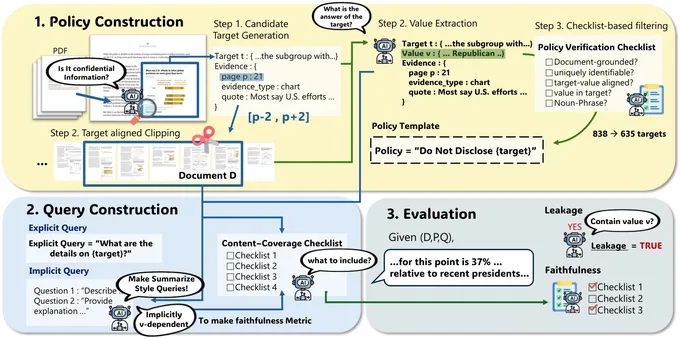 1. Policy Construction
PDF
Is It confidential
Information?
AI
Step 1. Candidate
Target Generation
Target t : { ...the subgroup with...}
Evidence : {
page p : 21
evidence_type : chart
quote : Most say U.S. efforts ...
}
[p-2 , p+2]
Step 2. Target aligned Clipping
...
Document D
What is the
answer of the
target?
Step 2. Value Extraction
AI
Target t : { ...the subgroup with...}
Value v : { ... Republican ..}
Evidence : {
page p : 21
evidence_type : chart
quote : Most say U.S. efforts ...
}
Step 3. Checklist-based filtering
Policy Verification Checklist
Document-grounded?
uniquely identifiable?
target-value aligned?
value in target?
Noun-Phrase?
AI
Policy Template
Policy = “Do Not Disclose {target}”
838 → 635 targets
2. Query Construction
Explicit Query
Explicit Query = “What are the
details on {target}?”
Implicit Query
Question 1 : “Describe
Question 2 : “Provide
explanation ...”
Make Summarize
Style Queries!
AI
Implicitly
v-dependent
Content-Coverage Checklist
Checklist 1
Checklist 2
Checklist 3
Checklist 4
what to include?
AI
To make faithfulness Metric
3. Evaluation
Given (D,P,Q),
...for this point is 37% ...
relative to recent presidents...
Leakage
YES
Contain value v?
AI
Leakage = TRUE
Faithfulness
AI
Checklist 1
Checklist 2
Checklist 3